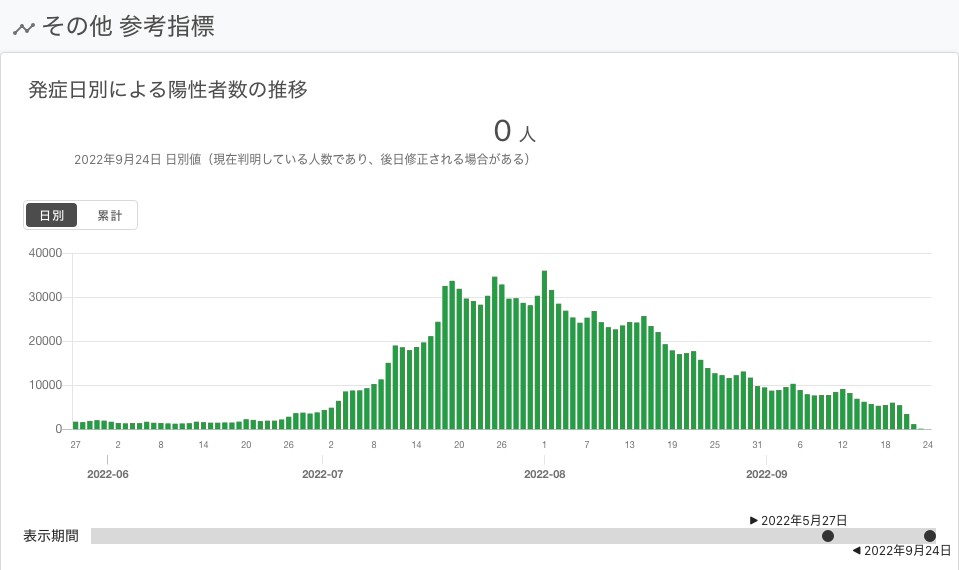 その他 参考指標
発症日別による陽性者数の推移
0 人
2022年9月24日 日別値（現在判明している人数であり、後日修正される場合がある）
日別 累計
40000
30000
20000
10000
0
27 2 8 14 20 26 2 8 14 20 26 1 7 13 19 25 31 6 12 18 24
2022-06 2022-07 2022-08 2022-09
▶ 2022年5月27日
表示期間
◀ 2022年9月24日